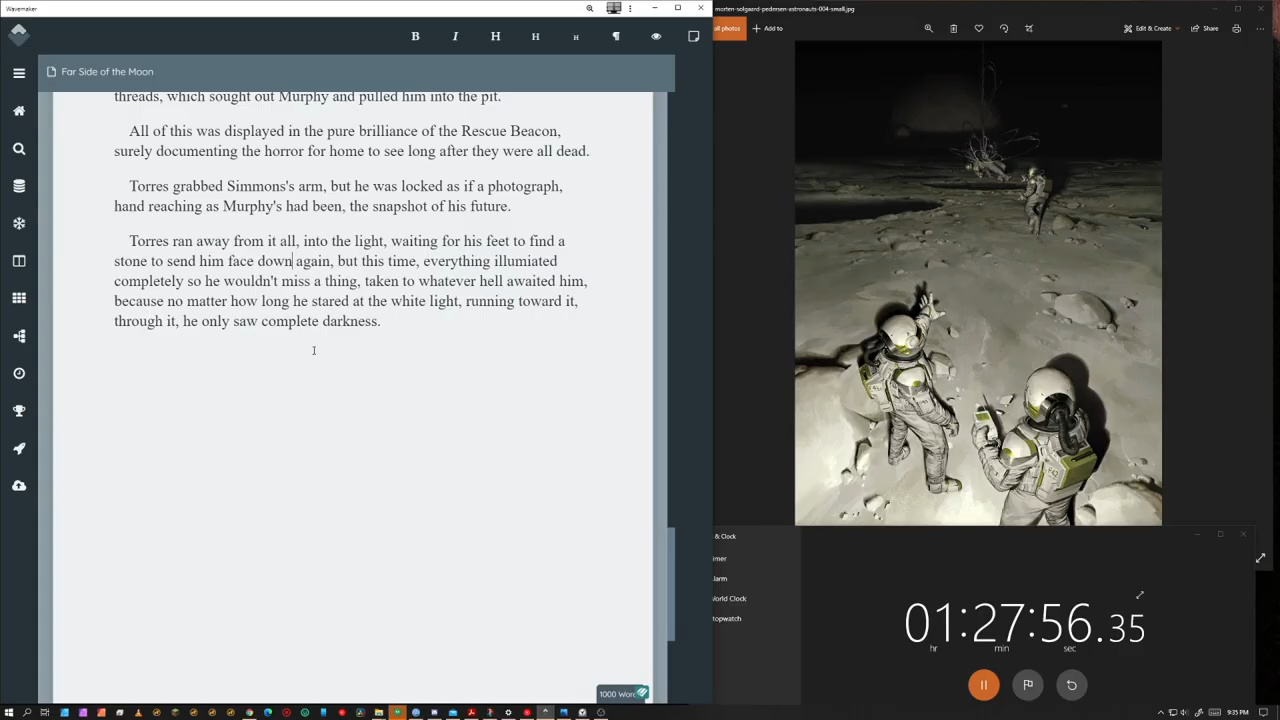 Wavemaker
morten-solgaard-pedersen-astronauts-004-small.jpg
all photos
Add to
Edit & Create
Share
B I H H H ¶
Far Side of the Moon
threads, which sought out Murphy and pulled him into the pit.
All of this was displayed in the pure brilliance of the Rescue Beacon,
surely documenting the horror for home to see long after they were all dead.
Torres grabbed Simmons's arm, but he was locked as if a photograph,
hand reaching as Murphy's had been, the snapshot of his future.
Torres ran away from it all, into the light, waiting for his feet to find a
stone to send him face down again, but this time, everything illumiated
completely so he wouldn't miss a thing, taken to whatever hell awaited him,
because no matter how long he stared at the white light, running toward it,
through it, he only saw complete darkness.
1000 Word
& Clock
imer
larm
World Clock
topwatch
01:27:56.35
hr min sec
9:35 PM